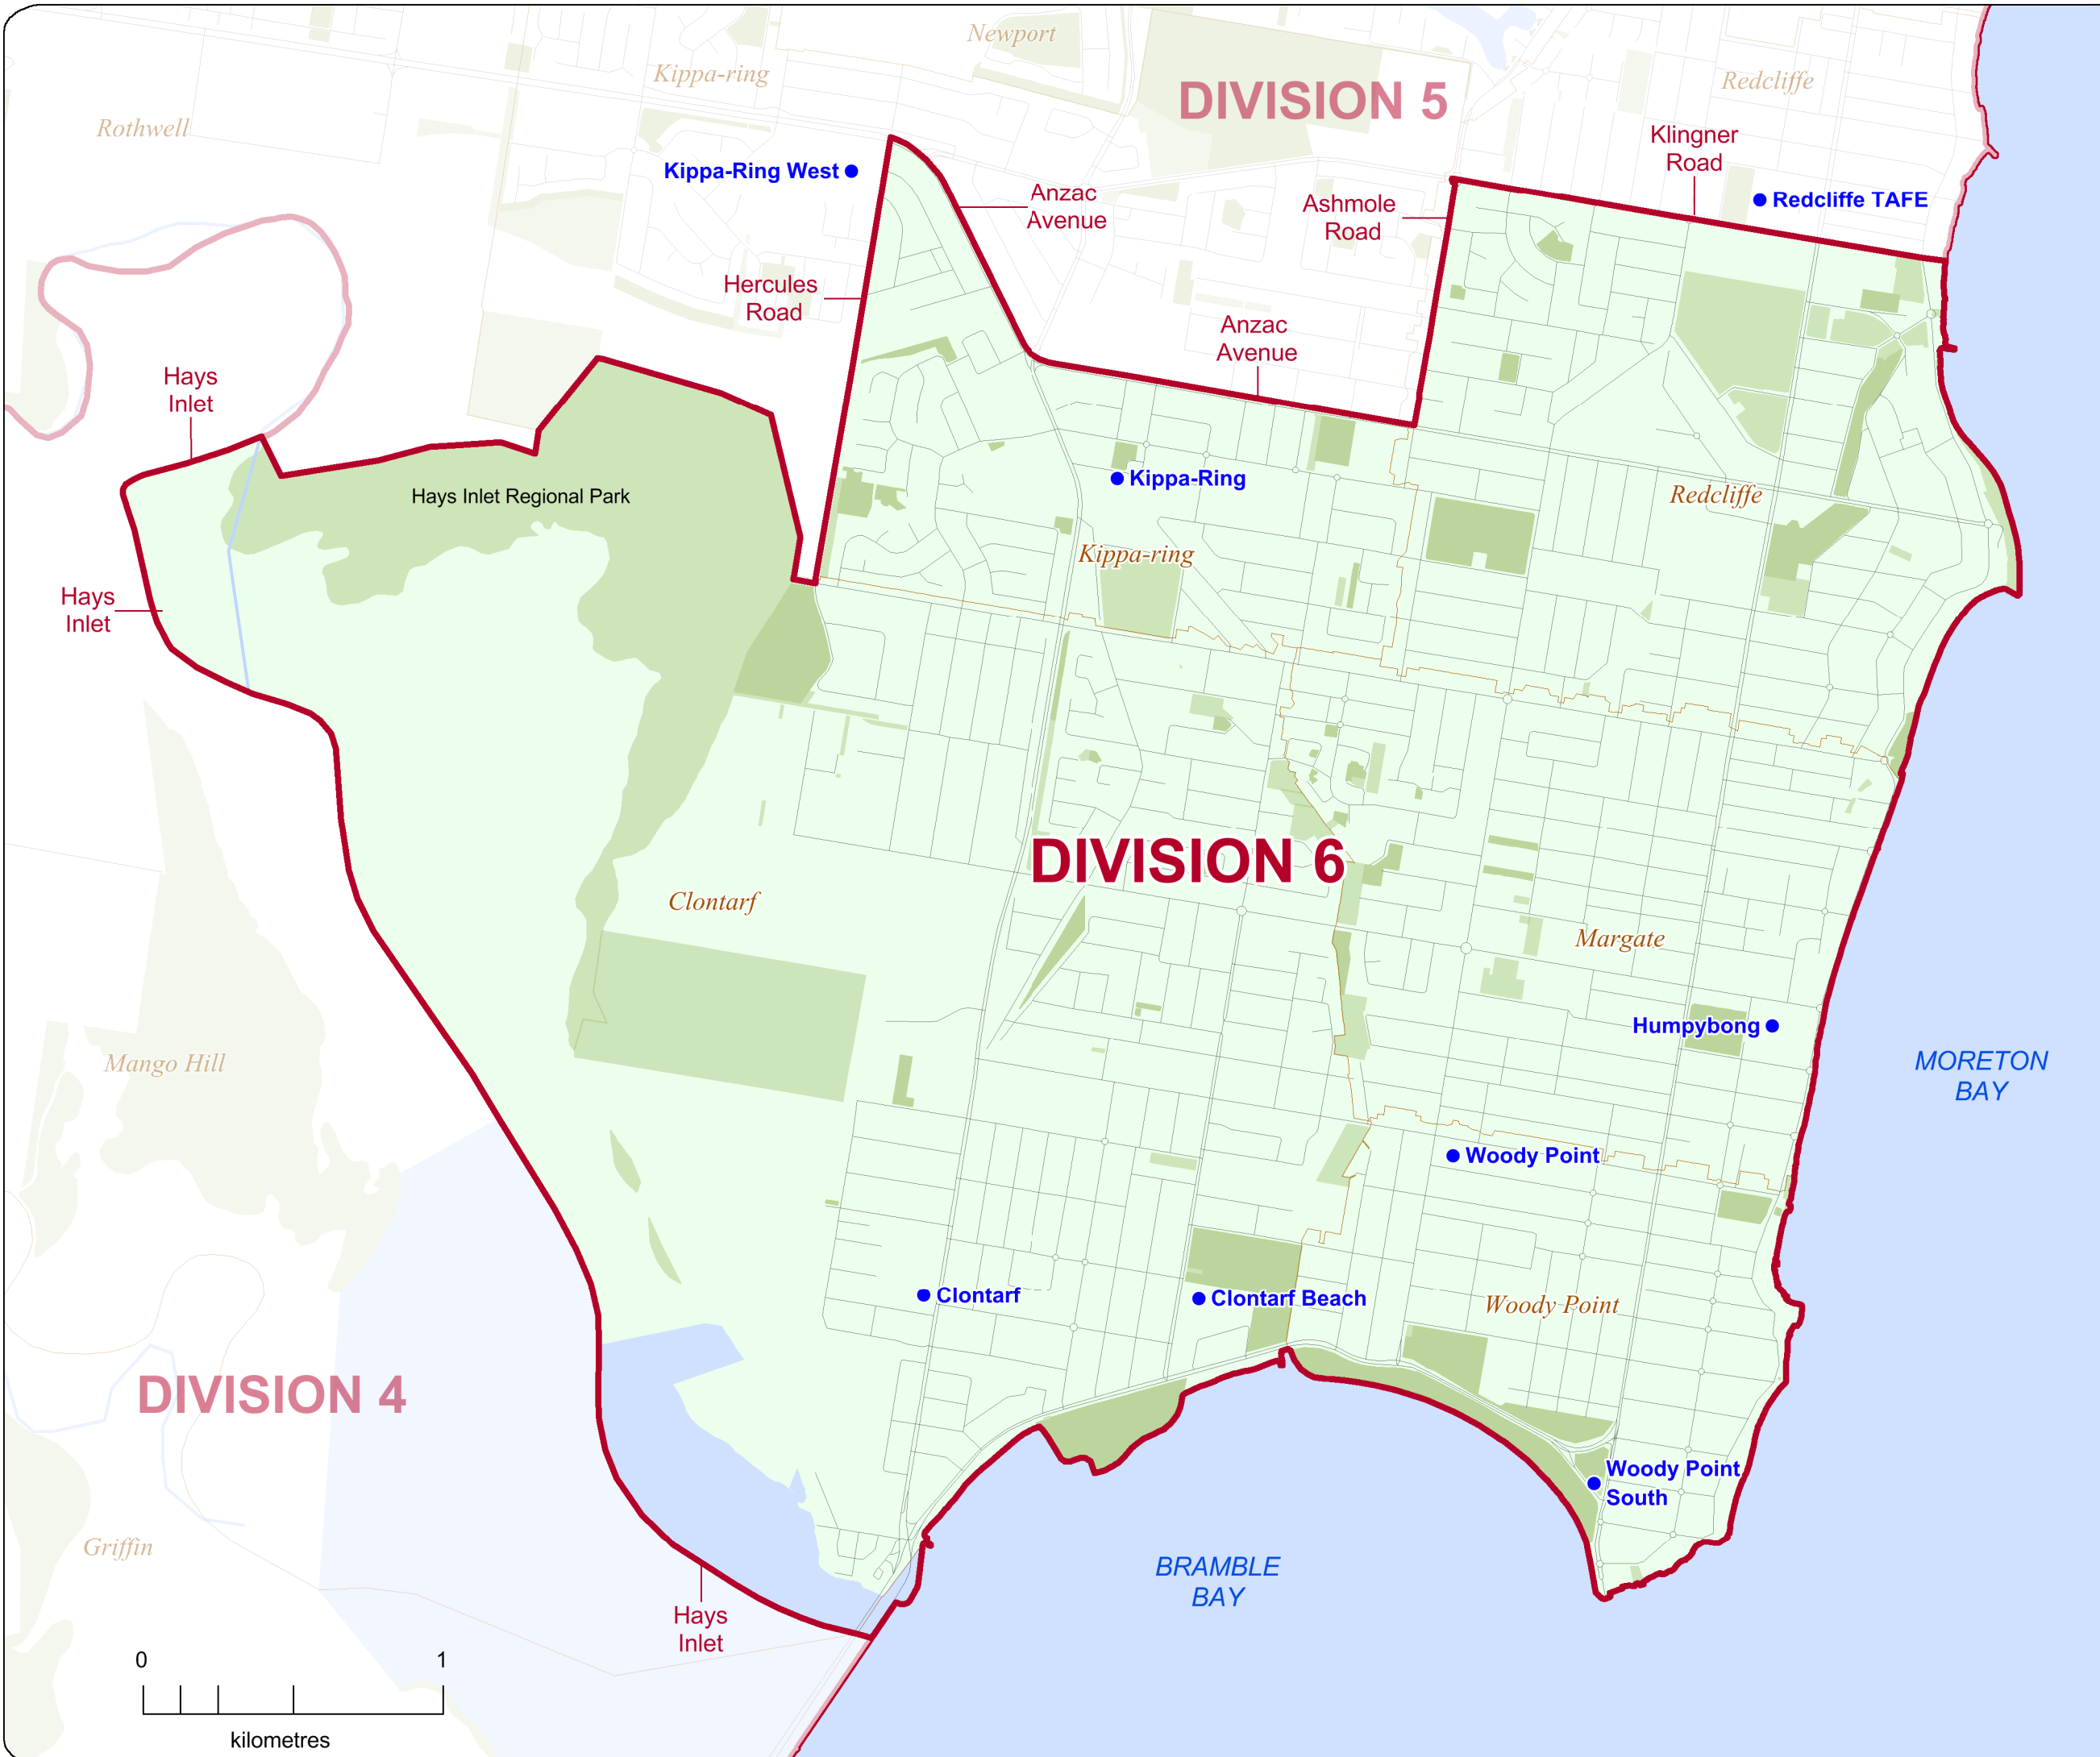 Newport
Kippa-ring
Redcliffe
DIVISION 5
Rothwell
Klingner
Road
Kippa-Ring West
Redcliffe TAFE
Anzac
Avenue
Ashmole
Road
Hercules
Road
Anzac
Avenue
Hays
Inlet
Hays Inlet Regional Park
Kippa-Ring
Redcliffe
Kippa-ring
Hays
Inlet
DIVISION 6
Clontarf
Margate
Humpybong
Mango Hill
MORETON
BAY
Woody Point
Clontarf
Clontarf Beach
Woody Point
DIVISION 4
Woody Point
South
Griffin
BRAMBLE
BAY
Hays
Inlet
0 1
kilometres